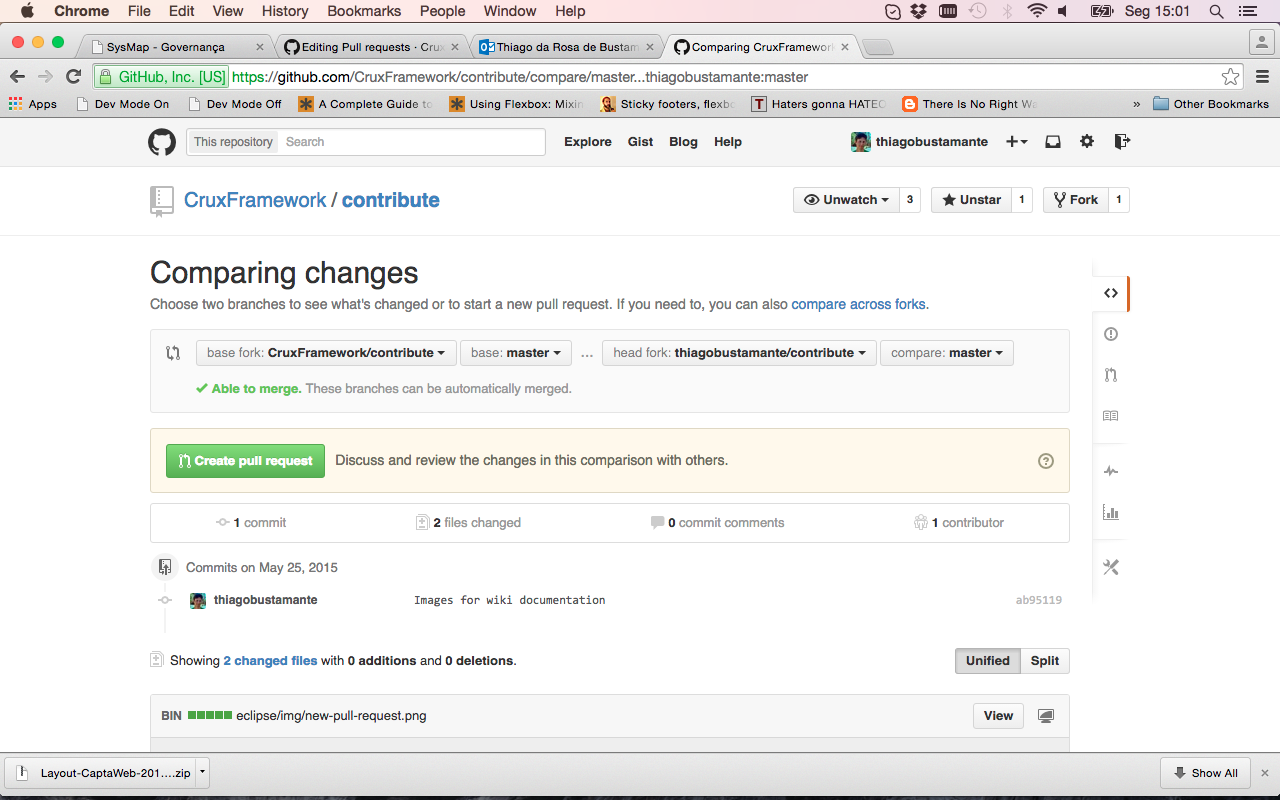 Chrome File Edit View History Bookmarks People Window Help Seg 15:01
SysMap - Governança Editing Pull requests · Crux Thiago da Rosa de Bustam Comparing CruxFramework
GitHub, Inc. [US] https://github.com/CruxFramework/contribute/compare/master...thiagobustamante:master
Apps Dev Mode On Dev Mode Off A Complete Guide to Using Flexbox: Mixin Sticky footers, flexbo Haters gonna HATEO There Is No Right Wa » Other Bookmarks
This repository Search Explore Gist Blog Help thiagobustamante
CruxFramework / contribute Unwatch 3 Unstar 1 Fork 1
Comparing changes
Choose two branches to see what's changed or to start a new pull request. If you need to, you can also compare across forks.
base fork: CruxFramework/contribute base: master ... head fork: thiagobustamante/contribute compare: master
Able to merge. These branches can be automatically merged.
Create pull request Discuss and review the changes in this comparison with others.
1 commit 2 files changed 0 commit comments 1 contributor
Commits on May 25, 2015
thiagobustamante Images for wiki documentation ab95119
Showing 2 changed files with 0 additions and 0 deletions. Unified Split
BIN eclipse/img/new-pull-request.png View
Layout-CaptaWeb-201....zip Show All